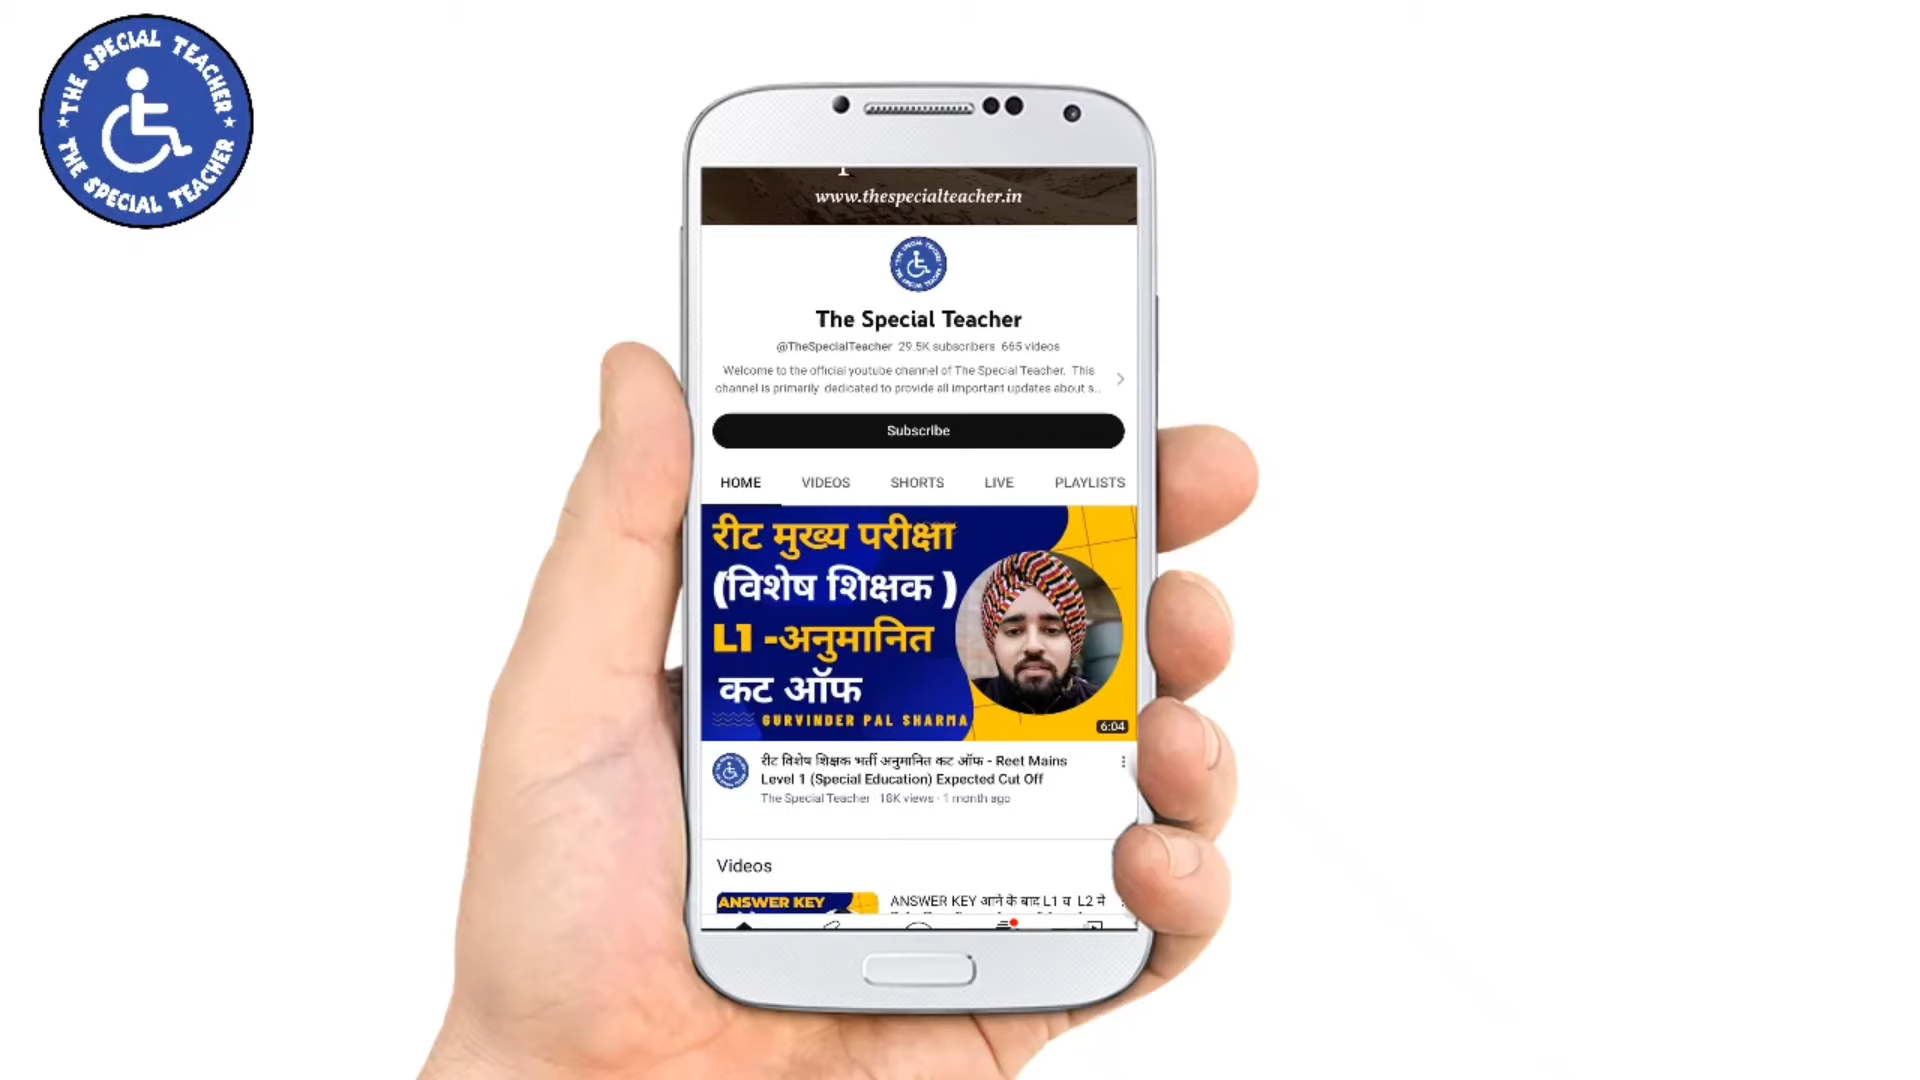 THE SPECIAL TEACHER
THE SPECIAL TEACHER
www.thespecialteacher.in
The Special Teacher
@TheSpecialTeacher 29.5K subscribers 665 videos
Welcome to the official youtube channel of The Special Teacher. This
channel is primarily dedicated to provide all important updates about s...
Subscribe
HOME VIDEOS SHORTS LIVE PLAYLISTS
रीट मुख्य परीक्षा
(विशेष शिक्षक )
L1 -अनुमानित
कट ऑफ
GURVINDER PAL SHARMA
6:04
रीट विशेष शिक्षक भर्ती अनुमानित कट ऑफ - Reet Mains
Level 1 (Special Education) Expected Cut Off
The Special Teacher · 18K views · 1 month ago
Videos
ANSWER KEY
ANSWER KEY आने के बाद L1 व L2 मे